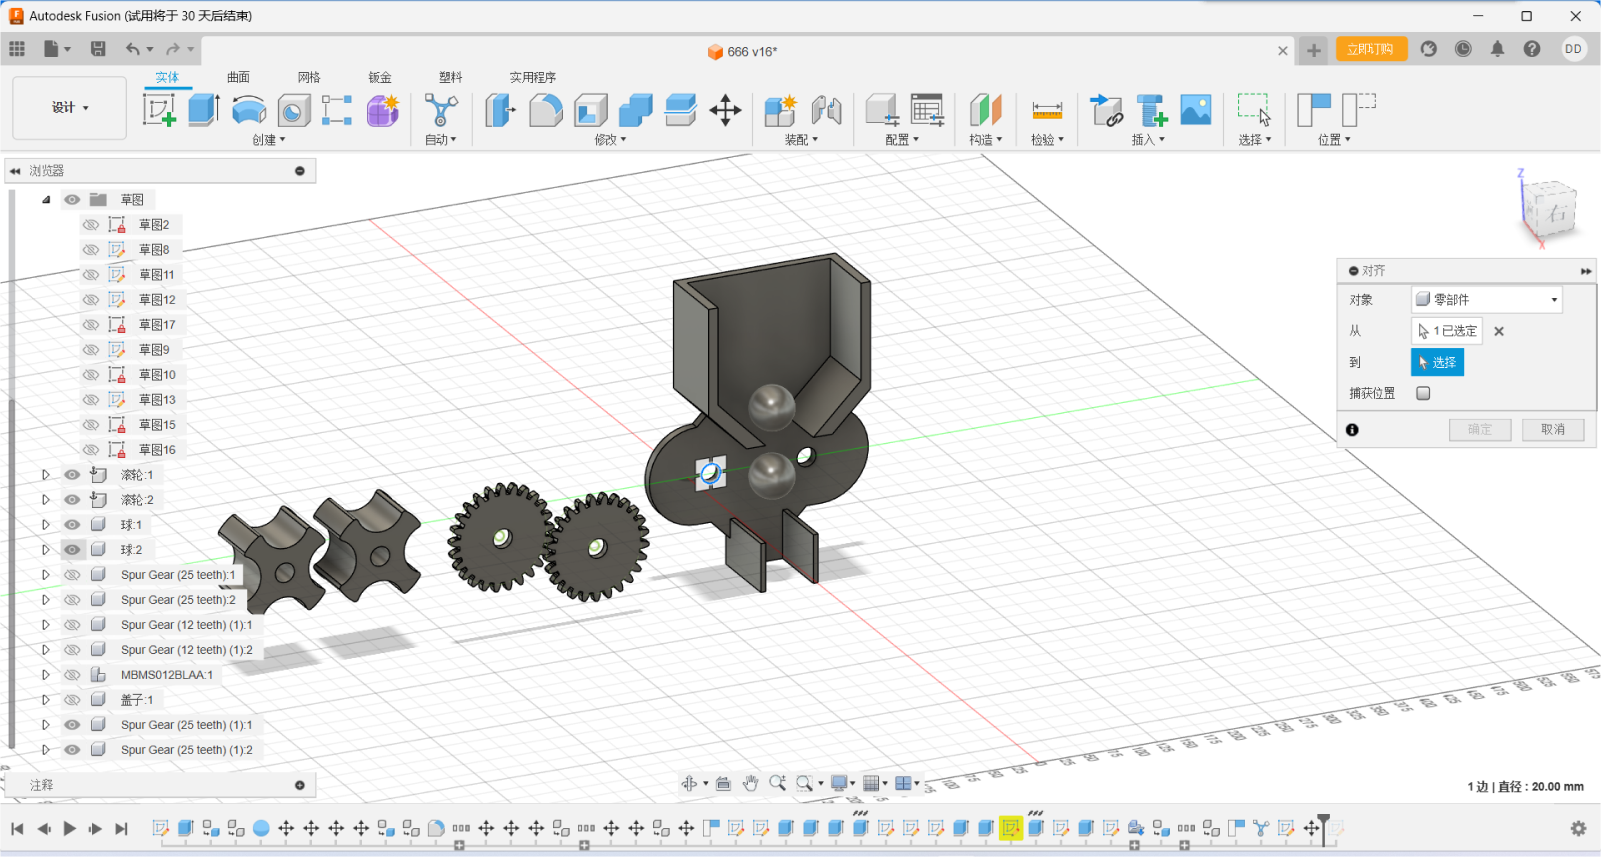 Autodesk Fusion (试用将于 30 天后结束)
666 v16*
立即订购
DD
设计
实体 曲面 网格 钣金 塑料 实用程序
创建 自动 修改 装配 配置 构造 检验 插入 选择 位置
浏览器
草图
草图2
草图8
草图11
草图12
草图17
草图9
草图10
草图13
草图15
草图16
滚轮:1
滚轮:2
球:1
球:2
Spur Gear (25 teeth):1
Spur Gear (25 teeth):2
Spur Gear (12 teeth) (1):1
Spur Gear (12 teeth) (1):2
MBMS012BLAA:1
盖子:1
Spur Gear (25 teeth) (1):1
Spur Gear (25 teeth) (1):2
注释
Z
右
X
对齐
对象 零部件
从 1 已选定
到 选择
捕获位置
确定 取消
1 边 | 直径 : 20.00 mm